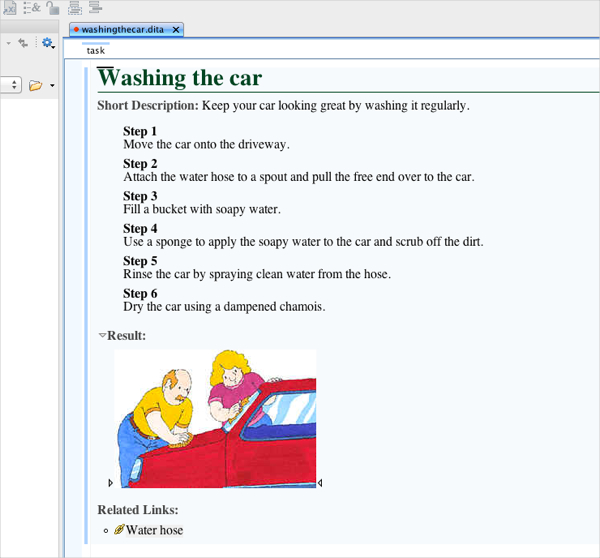 washingthecar.dita
task
Washing the car
Short Description: Keep your car looking great by washing it regularly.
Step 1
Move the car onto the driveway.
Step 2
Attach the water hose to a spout and pull the free end over to the car.
Step 3
Fill a bucket with soapy water.
Step 4
Use a sponge to apply the soapy water to the car and scrub off the dirt.
Step 5
Rinse the car by spraying clean water from the hose.
Step 6
Dry the car using a dampened chamois.
Result:
Related Links:
Water hose